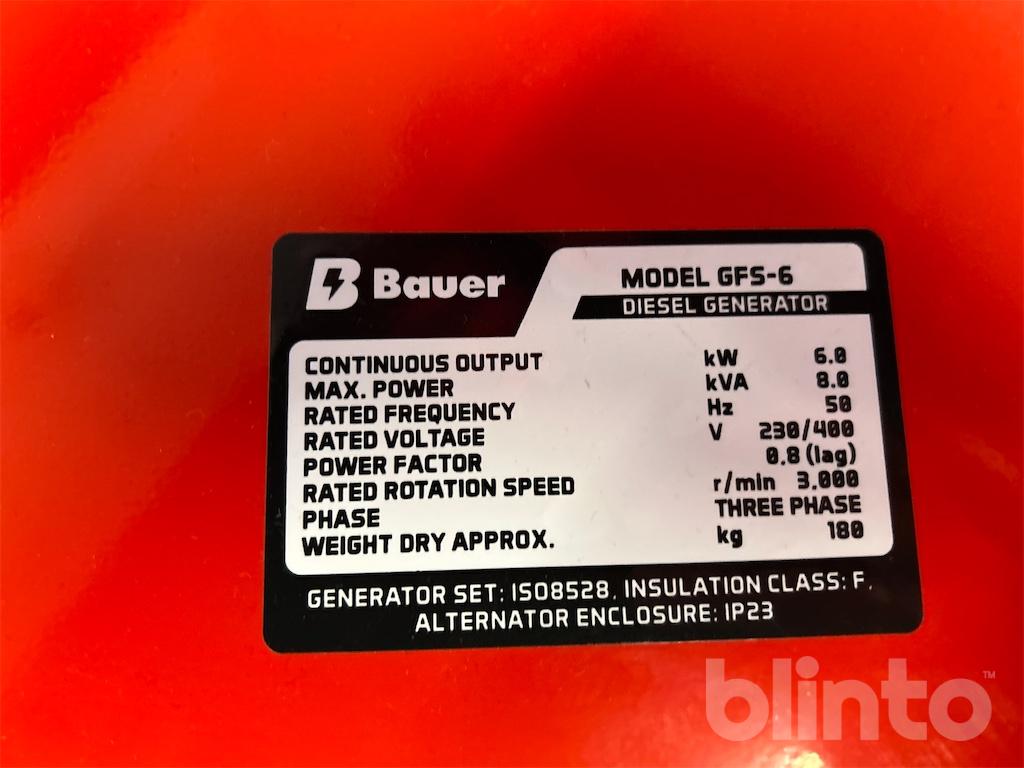 Bauer
MODEL GFS-6
DIESEL GENERATOR
CONTINUOUS OUTPUT kW 6.0
MAX. POWER kVA 8.0
RATED FREQUENCY Hz 50
RATED VOLTAGE V 230/400
POWER FACTOR 0.8 (lag)
RATED ROTATION SPEED r/min 3,000
PHASE THREE PHASE
WEIGHT DRY APPROX. kg 180
GENERATOR SET: ISO8528, INSULATION CLASS: F,
ALTERNATOR ENCLOSURE: IP23
blinto™